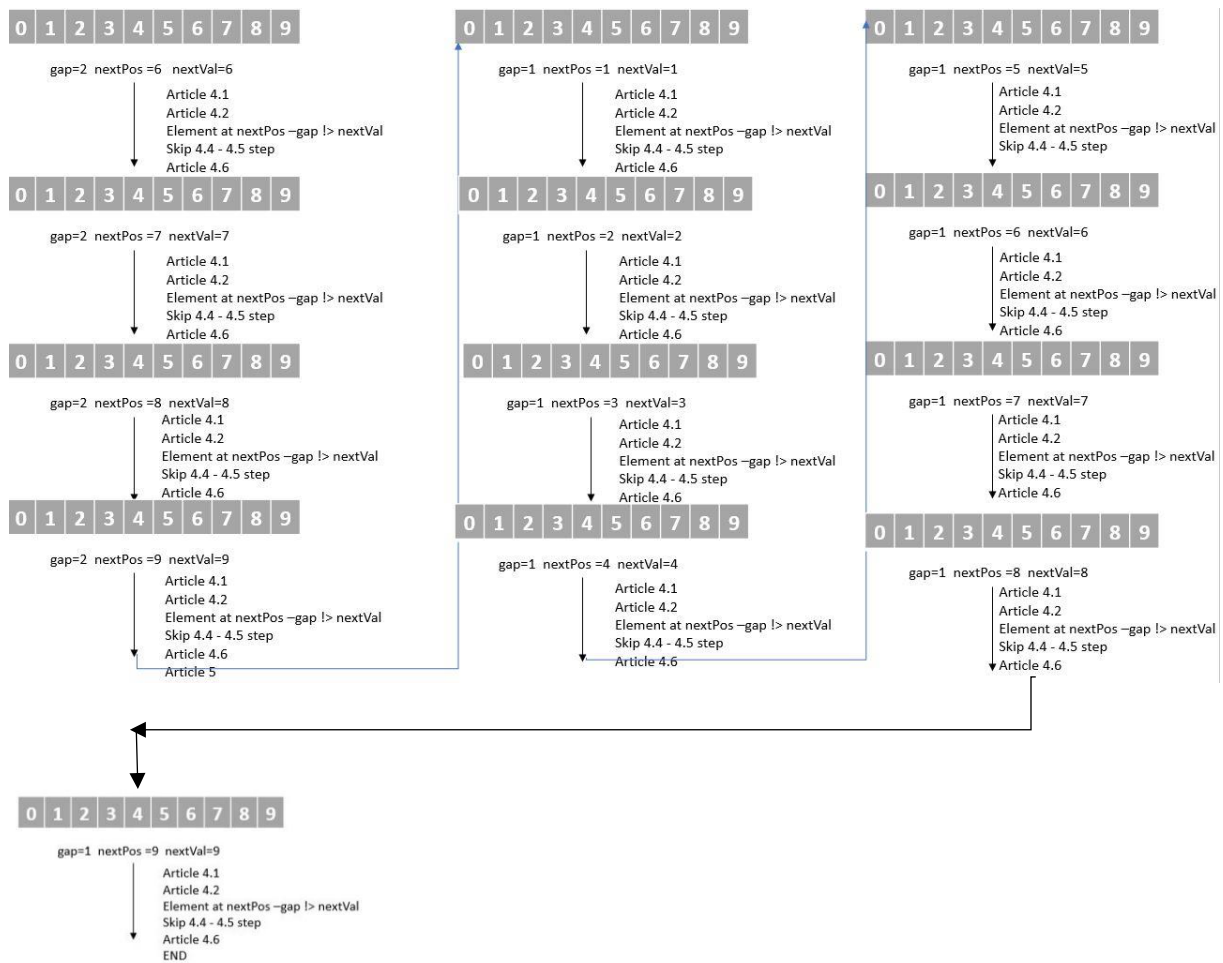 0 1 2 3 4 5 6 7 8 9
gap=2 nextPos =6 nextVal=6
Article 4.1
Article 4.2
Element at nextPos –gap !> nextVal
Skip 4.4 - 4.5 step
Article 4.6
0 1 2 3 4 5 6 7 8 9
gap=2 nextPos =7 nextVal=7
Article 4.1
Article 4.2
Element at nextPos –gap !> nextVal
Skip 4.4 - 4.5 step
Article 4.6
0 1 2 3 4 5 6 7 8 9
gap=2 nextPos =8 nextVal=8
Article 4.1
Article 4.2
Element at nextPos –gap !> nextVal
Skip 4.4 - 4.5 step
Article 4.6
0 1 2 3 4 5 6 7 8 9
gap=2 nextPos =9 nextVal=9
Article 4.1
Article 4.2
Element at nextPos –gap !> nextVal
Skip 4.4 - 4.5 step
Article 4.6
Article 5
0 1 2 3 4 5 6 7 8 9
gap=1 nextPos =1 nextVal=1
Article 4.1
Article 4.2
Element at nextPos –gap !> nextVal
Skip 4.4 - 4.5 step
Article 4.6
0 1 2 3 4 5 6 7 8 9
gap=1 nextPos =2 nextVal=2
Article 4.1
Article 4.2
Element at nextPos –gap !> nextVal
Skip 4.4 - 4.5 step
Article 4.6
0 1 2 3 4 5 6 7 8 9
gap=1 nextPos =3 nextVal=3
Article 4.1
Article 4.2
Element at nextPos –gap !> nextVal
Skip 4.4 - 4.5 step
Article 4.6
0 1 2 3 4 5 6 7 8 9
gap=1 nextPos =4 nextVal=4
Article 4.1
Article 4.2
Element at nextPos –gap !> nextVal
Skip 4.4 - 4.5 step
Article 4.6
0 1 2 3 4 5 6 7 8 9
gap=1 nextPos =5 nextVal=5
Article 4.1
Article 4.2
Element at nextPos –gap !> nextVal
Skip 4.4 - 4.5 step
0 1 2 3 4 5 6 7 8 9
gap=1 nextPos =6 nextVal=6
Article 4.1
Article 4.2
Element at nextPos –gap !> nextVal
Skip 4.4 - 4.5 step
Article 4.6
0 1 2 3 4 5 6 7 8 9
gap=1 nextPos =7 nextVal=7
Article 4.1
Article 4.2
Element at nextPos –gap !> nextVal
Skip 4.4 - 4.5 step
Article 4.6
0 1 2 3 4 5 6 7 8 9
gap=1 nextPos =8 nextVal=8
Article 4.1
Article 4.2
Element at nextPos –gap !> nextVal
Skip 4.4 - 4.5 step
Article 4.6
0 1 2 3 4 5 6 7 8 9
gap=1 nextPos =9 nextVal=9
Article 4.1
Article 4.2
Element at nextPos –gap !> nextVal
Skip 4.4 - 4.5 step
Article 4.6
END